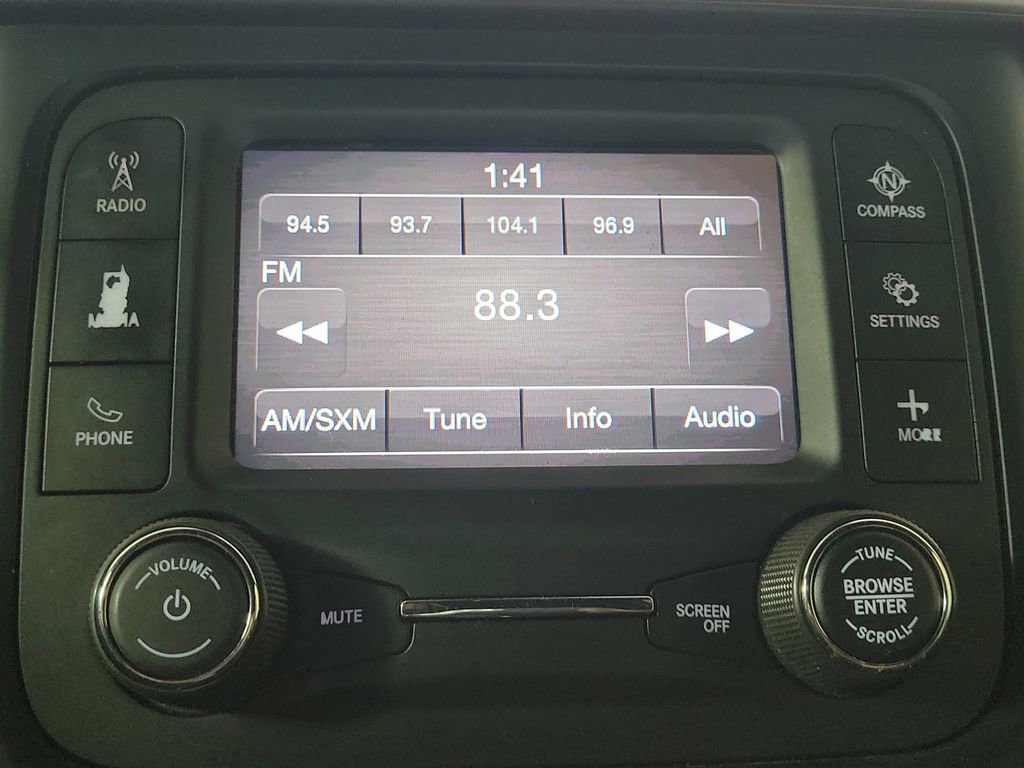 1:41
RADIO
94.5 93.7 104.1 96.9 All
N
COMPASS
FM
88.3
SETTINGS
PHONE
AM/SXM Tune Info Audio
MORE
VOLUME
MUTE
SCREEN
OFF
TUNE
BROWSE
ENTER
SCROLL